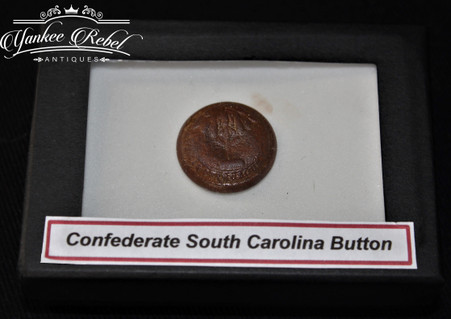 Yankee Rebel
ANTIQUES
Confederate South Carolina Button